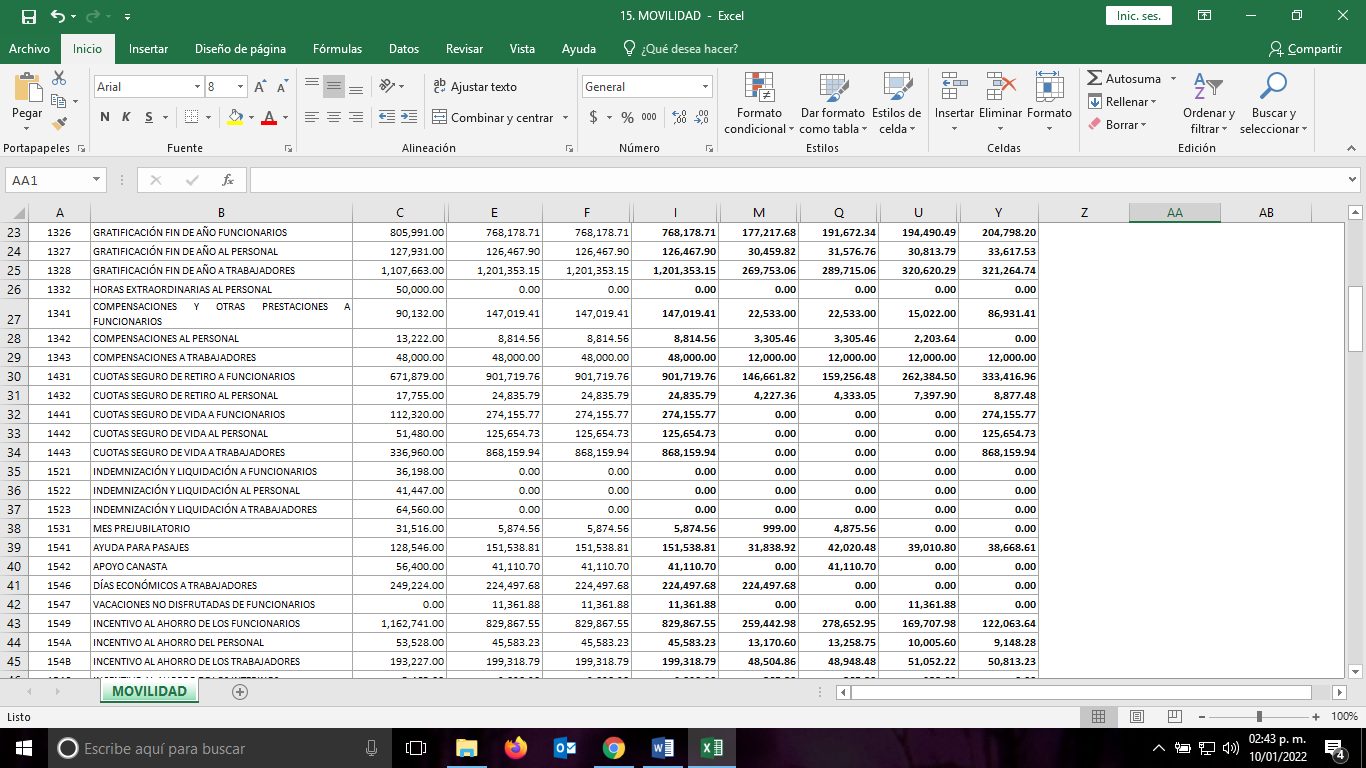 15. MOVILIDAD - Excel
Inic. ses.
Archivo Inicio Insertar Diseño de página Fórmulas Datos Revisar Vista Ayuda ¿Qué desea hacer? Compartir
Pegar
Portapapeles
Arial 8
N K S
Fuente
Ajustar texto
Combinar y centrar
Alineación
General
$ % 000
Número
Formato condicional
Dar formato como tabla
Estilos de celda
Estilos
Insertar Eliminar Formato
Celdas
Autosuma
Rellenar
Borrar
Ordenar y filtrar
Buscar y seleccionar
Edición
AA1
fx
A B C E F I M Q U Y Z AA AB
23 1326 GRATIFICACIÓN FIN DE AÑO FUNCIONARIOS 805,991.00 768,178.71 768,178.71 768,178.71 177,217.68 191,672.34 194,490.49 204,798.20
24 1327 GRATIFICACIÓN FIN DE AÑO AL PERSONAL 127,931.00 126,467.90 126,467.90 126,467.90 30,459.82 31,576.76 30,813.79 33,617.53
25 1328 GRATIFICACIÓN FIN DE AÑO A TRABAJADORES 1,107,663.00 1,201,353.15 1,201,353.15 1,201,353.15 269,753.06 289,715.06 320,620.29 321,264.74
26 1332 HORAS EXTRAORDINARIAS AL PERSONAL 50,000.00 0.00 0.00 0.00 0.00 0.00 0.00 0.00
27 1341 COMPENSACIONES Y OTRAS PRESTACIONES A FUNCIONARIOS 90,132.00 147,019.41 147,019.41 147,019.41 22,533.00 22,533.00 15,022.00 86,931.41
28 1342 COMPENSACIONES AL PERSONAL 13,222.00 8,814.56 8,814.56 8,814.56 3,305.46 3,305.46 2,203.64 0.00
29 1343 COMPENSACIONES A TRABAJADORES 48,000.00 48,000.00 48,000.00 48,000.00 12,000.00 12,000.00 12,000.00 12,000.00
30 1431 CUOTAS SEGURO DE RETIRO A FUNCIONARIOS 671,879.00 901,719.76 901,719.76 901,719.76 146,661.82 159,256.48 262,384.50 333,416.96
31 1432 CUOTAS SEGURO DE RETIRO AL PERSONAL 17,755.00 24,835.79 24,835.79 24,835.79 4,227.36 4,333.05 7,397.90 8,877.48
32 1441 CUOTAS SEGURO DE VIDA A FUNCIONARIOS 112,320.00 274,155.77 274,155.77 274,155.77 0.00 0.00 0.00 274,155.77
33 1442 CUOTAS SEGURO DE VIDA AL PERSONAL 51,480.00 125,654.73 125,654.73 125,654.73 0.00 0.00 0.00 125,654.73
34 1443 CUOTAS SEGURO DE VIDA A TRABAJADORES 336,960.00 868,159.94 868,159.94 868,159.94 0.00 0.00 0.00 868,159.94
35 1521 INDEMNIZACIÓN Y LIQUIDACIÓN A FUNCIONARIOS 36,198.00 0.00 0.00 0.00 0.00 0.00 0.00 0.00
36 1522 INDEMNIZACIÓN Y LIQUIDACIÓN AL PERSONAL 41,447.00 0.00 0.00 0.00 0.00 0.00 0.00 0.00
37 1523 INDEMNIZACIÓN Y LIQUIDACIÓN A TRABAJADORES 64,560.00 0.00 0.00 0.00 0.00 0.00 0.00 0.00
38 1531 MES PREJUBILATORIO 31,516.00 5,874.56 5,874.56 5,874.56 999.00 4,875.56 0.00 0.00
39 1541 AYUDA PARA PASAJES 128,546.00 151,538.81 151,538.81 151,538.81 31,838.92 42,020.48 39,010.80 38,668.61
40 1542 APOYO CANASTA 56,400.00 41,110.70 41,110.70 41,110.70 0.00 41,110.70 0.00 0.00
41 1546 DÍAS ECONÓMICOS A TRABAJADORES 249,224.00 224,497.68 224,497.68 224,497.68 224,497.68 0.00 0.00 0.00
42 1547 VACACIONES NO DISFRUTADAS DE FUNCIONARIOS 0.00 11,361.88 11,361.88 11,361.88 0.00 0.00 11,361.88 0.00
43 1549 INCENTIVO AL AHORRO DE LOS FUNCIONARIOS 1,162,741.00 829,867.55 829,867.55 829,867.55 259,442.98 278,652.95 169,707.98 122,063.64
44 154A INCENTIVO AL AHORRO DEL PERSONAL 53,528.00 45,583.23 45,583.23 45,583.23 13,170.60 13,258.75 10,005.60 9,148.28
45 154B INCENTIVO AL AHORRO DE LOS TRABAJADORES 193,227.00 199,318.79 199,318.79 199,318.79 48,504.86 48,948.48 51,052.22 50,813.23
MOVILIDAD
Listo
100%
Escribe aquí para buscar
02:43 p. m.
10/01/2022
4